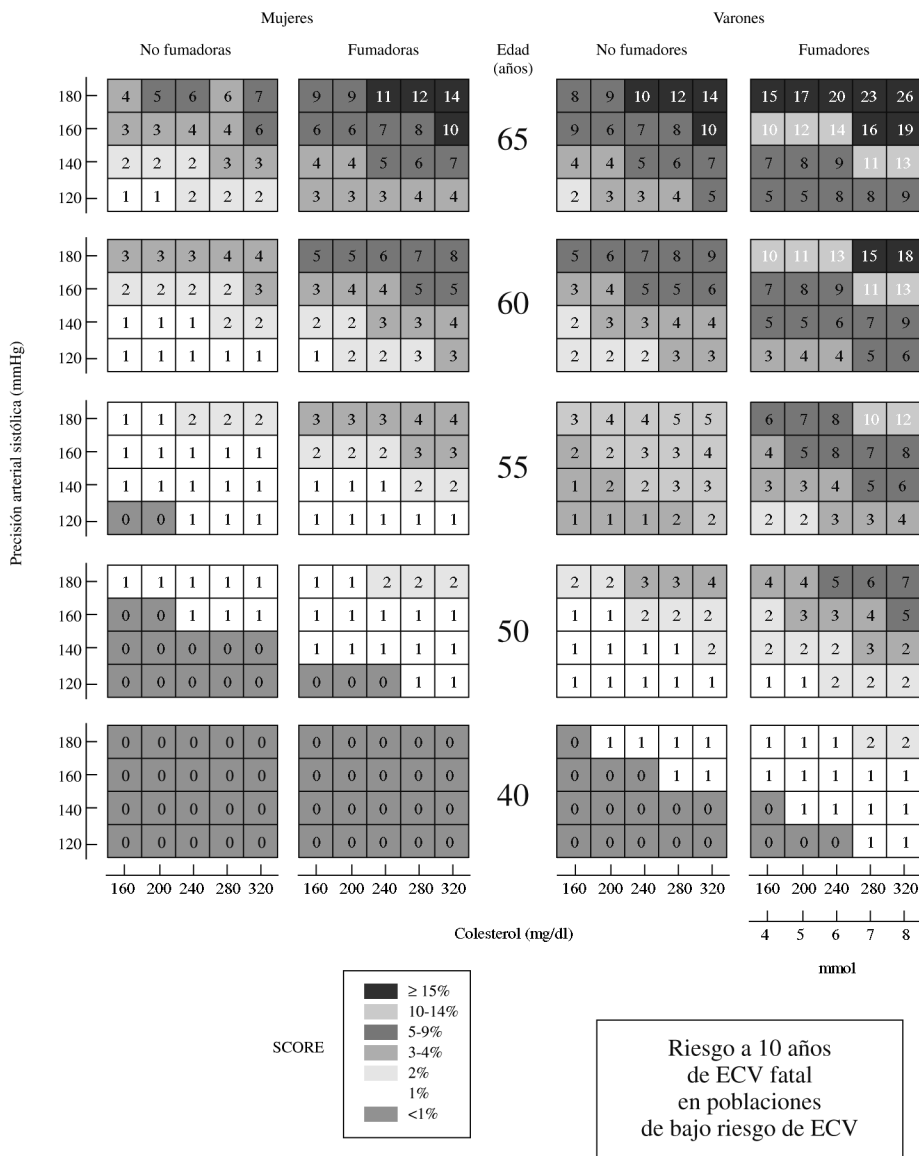 Mujeres Varones
No fumadoras Fumadoras Edad (años) No fumadores Fumadores
Precisión arterial sistólica (mmHg)
180 4 5 6 6 7 9 9 11 12 14 8 9 10 12 14 15 17 20 23 26
160 3 3 4 4 6 6 6 7 8 10 9 6 7 8 10 10 12 14 16 19
65
140 2 2 2 3 3 4 4 5 6 7 4 4 5 6 7 7 8 9 11 13
120 1 1 2 2 2 3 3 3 4 4 2 3 3 4 5 5 5 8 8 9
180 3 3 3 4 4 5 5 6 7 8 5 6 7 8 9 10 11 13 15 18
160 2 2 2 2 3 3 4 4 5 5 3 4 5 5 6 7 8 9 11 13
60
140 1 1 1 2 2 2 2 3 3 4 2 3 3 4 4 5 5 6 7 9
120 1 1 1 1 1 1 2 2 3 3 2 2 2 3 3 3 4 4 5 6
180 1 1 2 2 2 3 3 3 4 4 3 4 4 5 5 6 7 8 10 12
160 1 1 1 1 1 2 2 2 3 3 2 2 3 3 4 4 5 8 7 8
55
140 1 1 1 1 1 1 1 1 2 2 1 2 2 3 3 3 3 4 5 6
120 0 0 1 1 1 1 1 1 1 1 1 1 1 2 2 2 2 3 3 4
180 1 1 1 1 1 1 1 2 2 2 2 2 3 3 4 4 4 5 6 7
160 0 0 1 1 1 1 1 1 1 1 1 1 2 2 2 2 3 3 4 5
50
140 0 0 0 0 0 1 1 1 1 1 1 1 1 1 2 2 2 2 3 2
120 0 0 0 0 0 0 0 0 1 1 1 1 1 1 1 1 1 2 2 2
180 0 0 0 0 0 0 0 0 0 1 1 1 1 1 1 1 2 2
160 0 0 0 0 0 0 0 0 0 0 0 1 1 1 1 1 1 1
40
140 0 0 0 0 0 0 0 0 0 0 0 0 0 0 1 1 1 1
120 0 0 0 0 0 0 0 0 0 0 0 0 0 0 0 0 1 1
160 200 240 280 320 160 200 240 280 320 160 200 240 280 320 160 200 240 280 320
Colesterol (mg/dl) 4 5 6 7 8
mmol
SCORE
≥ 15%
10-14%
5-9%
3-4%
2%
1%
<1%
Riesgo a 10 años
de ECV fatal
en poblaciones
de bajo riesgo de ECV